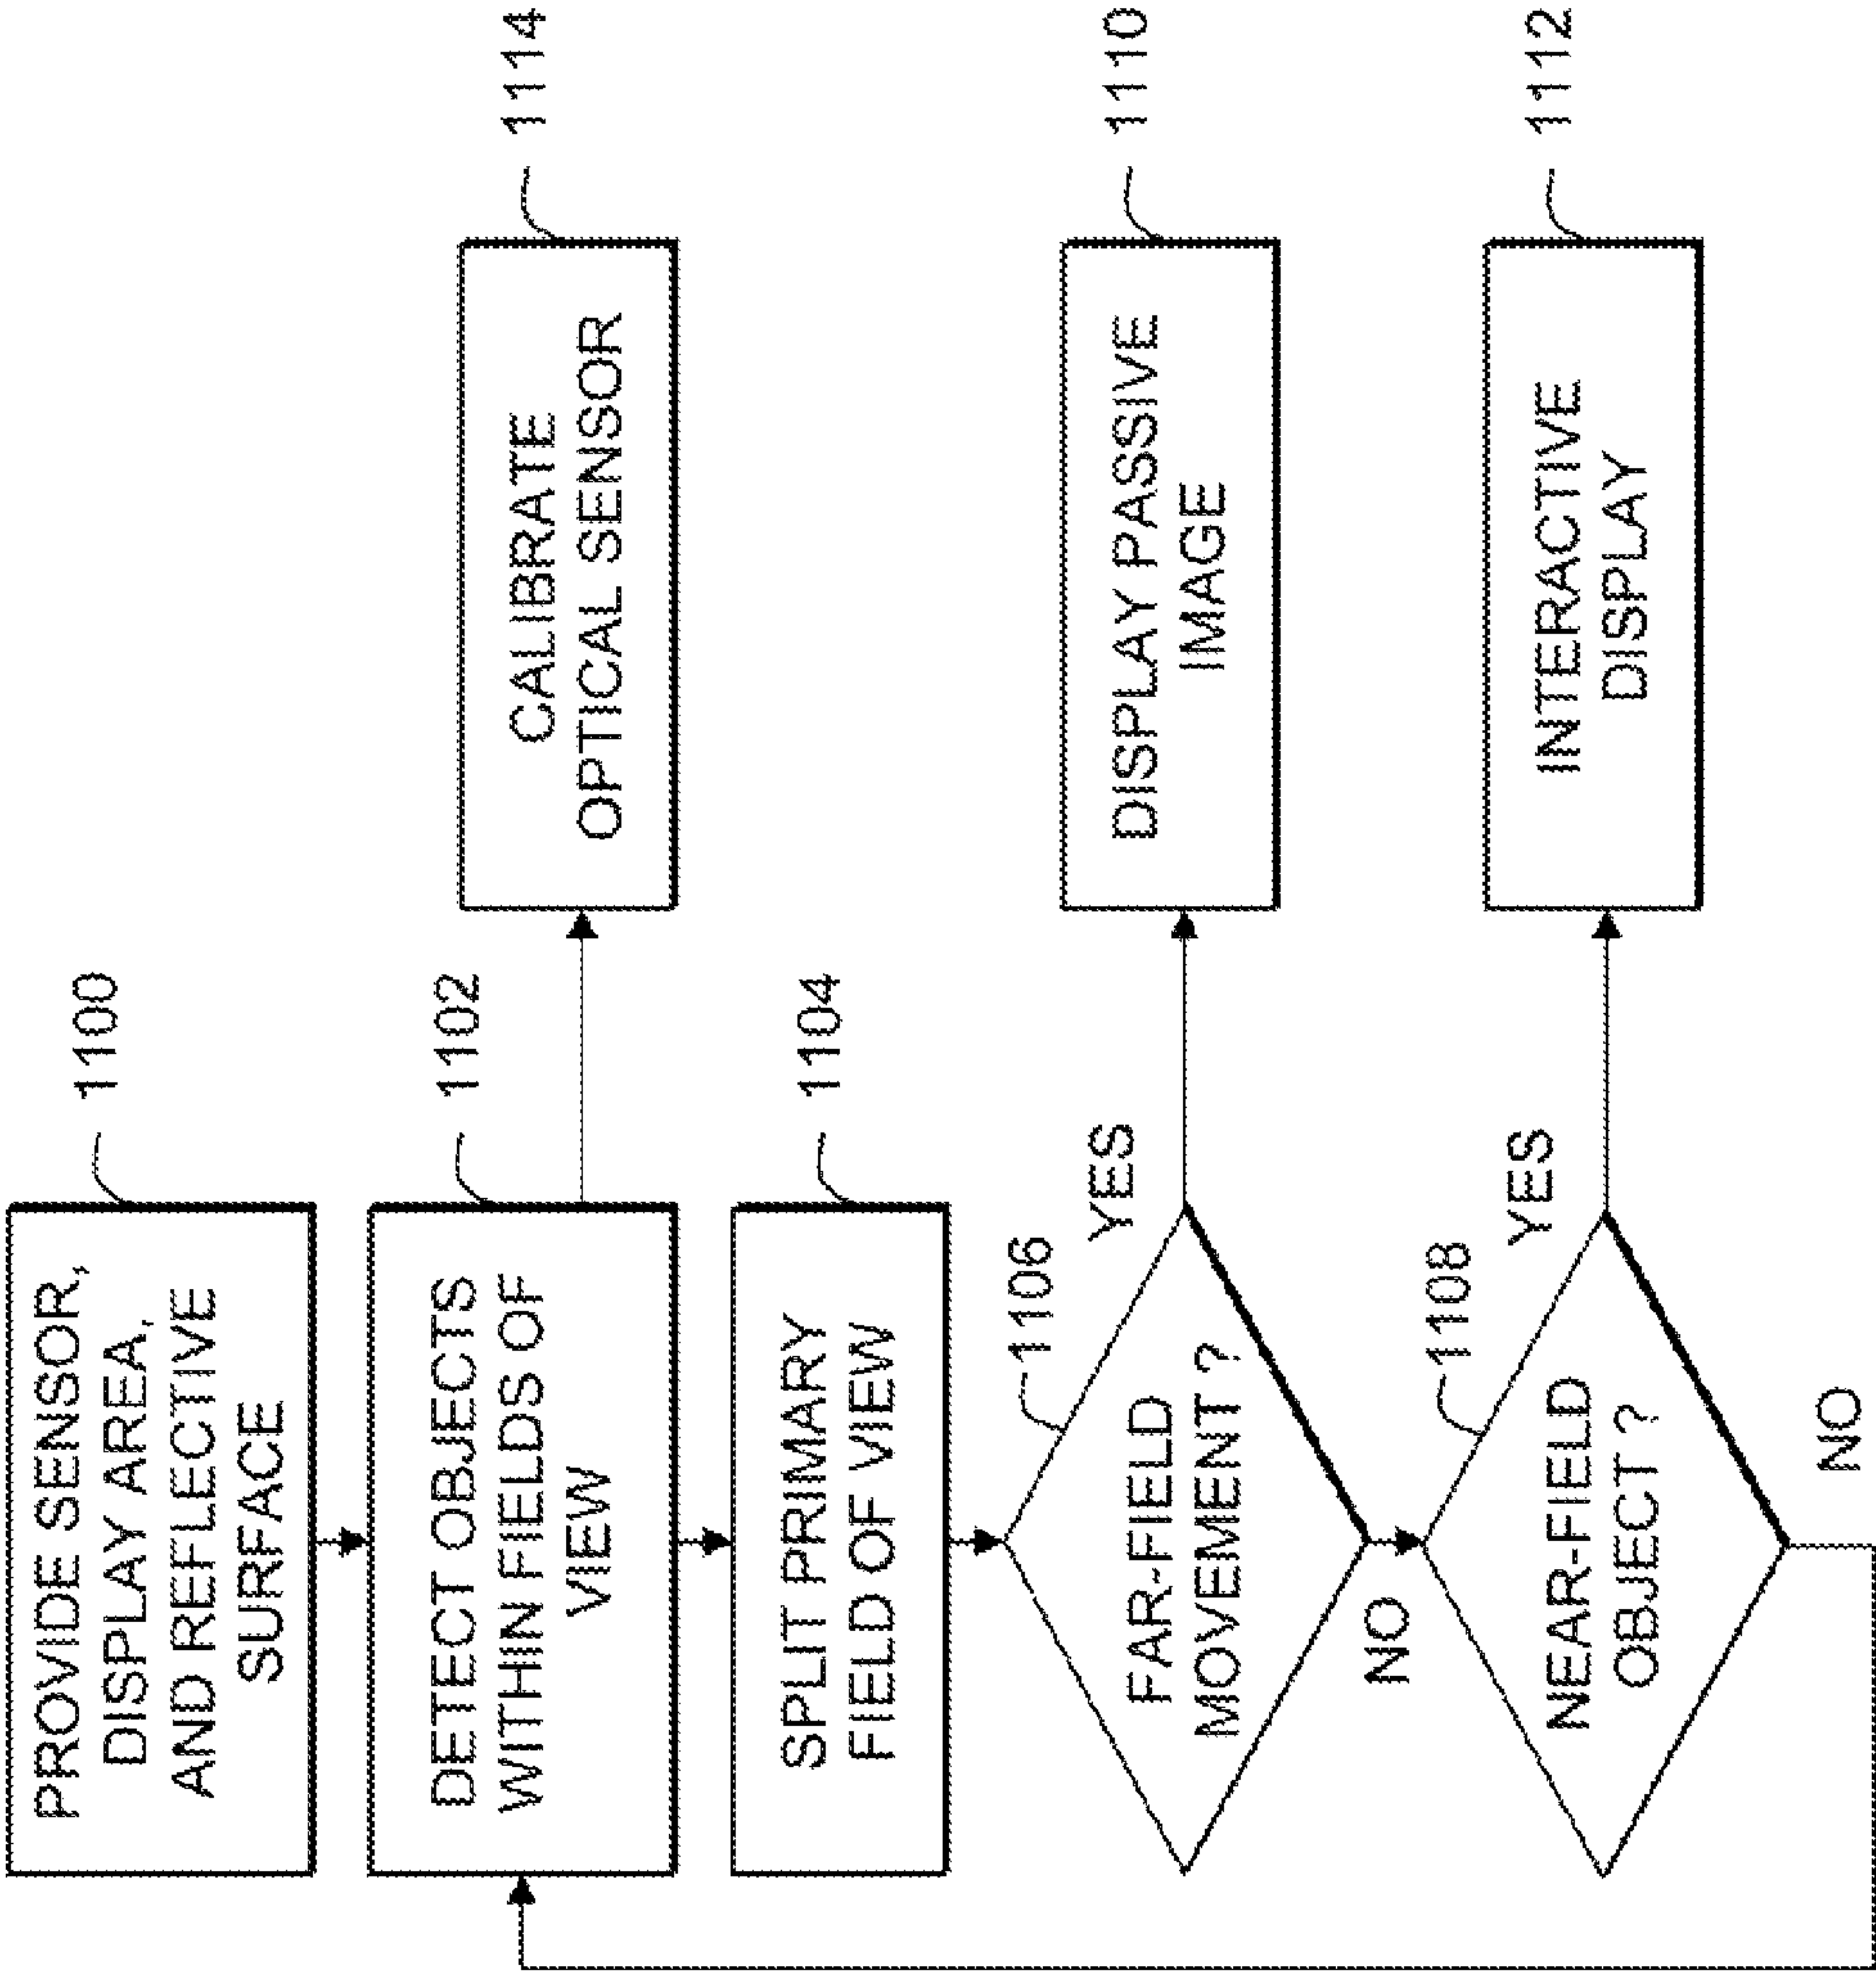 PROVIDE SENSOR,
DISPLAY AREA,
AND REFLECTIVE
SURFACE
1100
DETECT OBJECTS
WITHIN FIELDS OF
VIEW
1102
CALIBRATE
OPTICAL SENSOR
1114
SPLIT PRIMARY
FIELD OF VIEW
1104
FAR-FIELD
MOVEMENT ?
1106
YES
DISPLAY PASSIVE
IMAGE
1110
NO
NEAR-FIELD
OBJECT ?
1108
YES
INTERACTIVE
DISPLAY
1112
NO